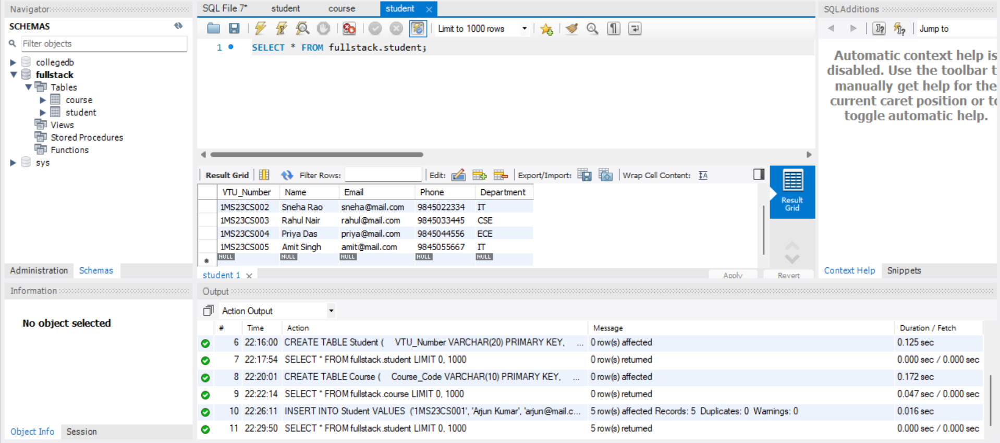 Navigator
SCHEMAS
Filter objects
collegedb
fullstack
Tables
course
student
Views
Stored Procedures
Functions
sys
Administration Schemas
Information
No object selected
Object Info Session
SQL File 7* student course student
Limit to 1000 rows
1 SELECT * FROM fullstack.student;
Result Grid Filter Rows: Edit: Export/Import: Wrap Cell Content:
VTU_Number Name Email Phone Department
1MS23CS002 Sneha Rao sneha@mail.com 9845022334 IT
1MS23CS003 Rahul Nair rahul@mail.com 9845033445 CSE
1MS23CS004 Priya Das priya@mail.com 9845044556 ECE
1MS23CS005 Amit Singh amit@mail.com 9845055667 IT
NULL NULL NULL NULL NULL
Result
Grid
student 1 Apply Revert
SQLAdditions
Jump to
Automatic context help is
disabled. Use the toolbar t
manually get help for the
current caret position or to
toggle automatic help.
Context Help Snippets
Output
Action Output
# Time Action Message Duration / Fetch
6 22:16:00 CREATE TABLE Student ( VTU_Number VARCHAR(20) PRIMARY KEY, ... 0 row(s) affected 0.125 sec
7 22:17:54 SELECT * FROM fullstack.student LIMIT 0, 1000 0 row(s) returned 0.000 sec / 0.000 sec
8 22:20:01 CREATE TABLE Course ( Course_Code VARCHAR(10) PRIMARY KEY, ... 0 row(s) affected 0.172 sec
9 22:22:14 SELECT * FROM fullstack.course LIMIT 0, 1000 0 row(s) returned 0.047 sec / 0.000 sec
10 22:26:11 INSERT INTO Student VALUES ('1MS23CS001', 'Arjun Kumar', 'arjun@mail.c... 5 row(s) affected Records: 5 Duplicates: 0 Warnings: 0 0.016 sec
11 22:29:50 SELECT * FROM fullstack.student LIMIT 0, 1000 5 row(s) returned 0.000 sec / 0.000 sec